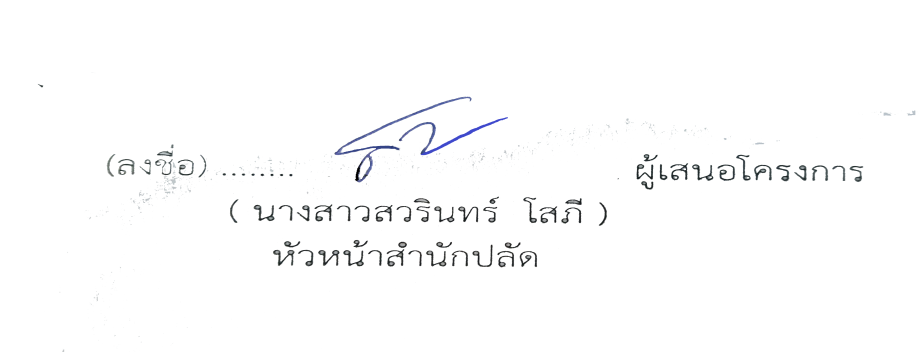 (ลงชื่อ) ........ ผู้เสนอโครงการ
( นางสาวสวรินทร์ โสภี )
หัวหน้าสำนักปลัด